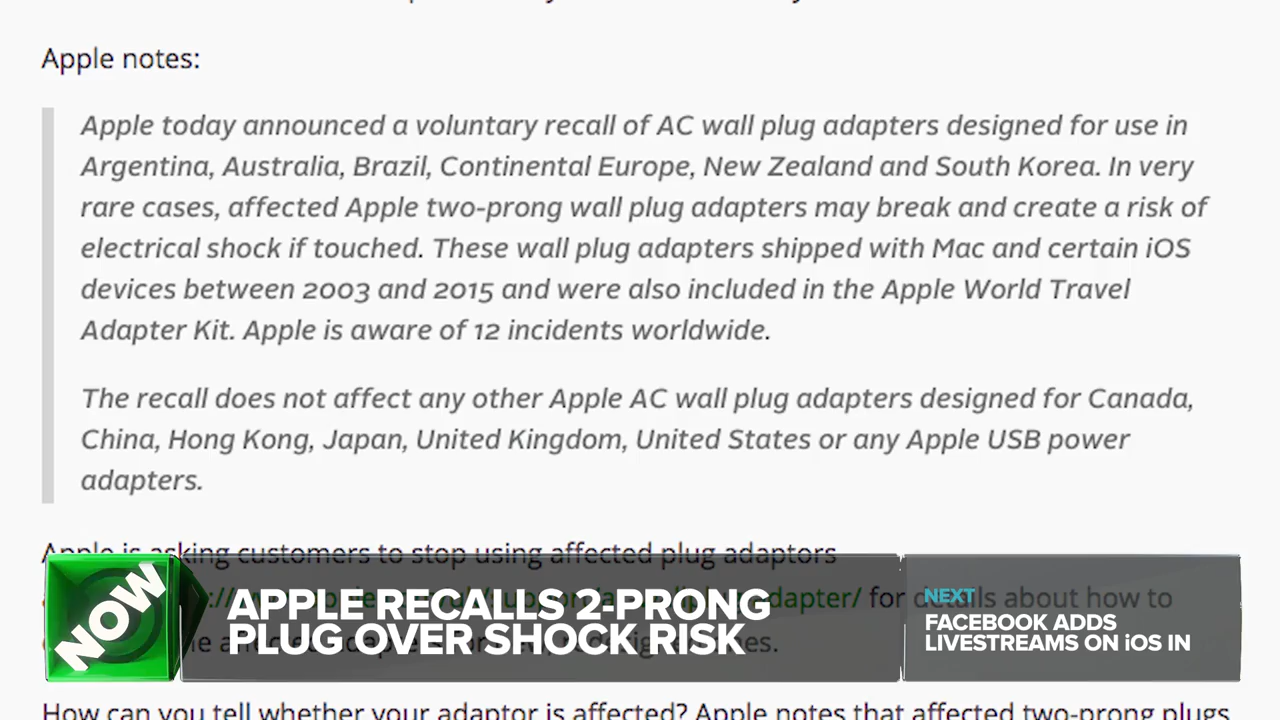 Apple notes:
Apple today announced a voluntary recall of AC wall plug adapters designed for use in
Argentina, Australia, Brazil, Continental Europe, New Zealand and South Korea. In very
rare cases, affected Apple two-prong wall plug adapters may break and create a risk of
electrical shock if touched. These wall plug adapters shipped with Mac and certain iOS
devices between 2003 and 2015 and were also included in the Apple World Travel
Adapter Kit. Apple is aware of 12 incidents worldwide.
The recall does not affect any other Apple AC wall plug adapters designed for Canada,
China, Hong Kong, Japan, United Kingdom, United States or any Apple USB power
adapters.
Apple is asking customers to stop using affected plug adaptors
for details about how to
NOW
APPLE RECALLS 2-PRONG
PLUG OVER SHOCK RISK
NEXT
FACEBOOK ADDS
LIVESTREAMS ON iOS IN
How can you tell whether your adaptor is affected? Apple notes that affected two-prong plugs